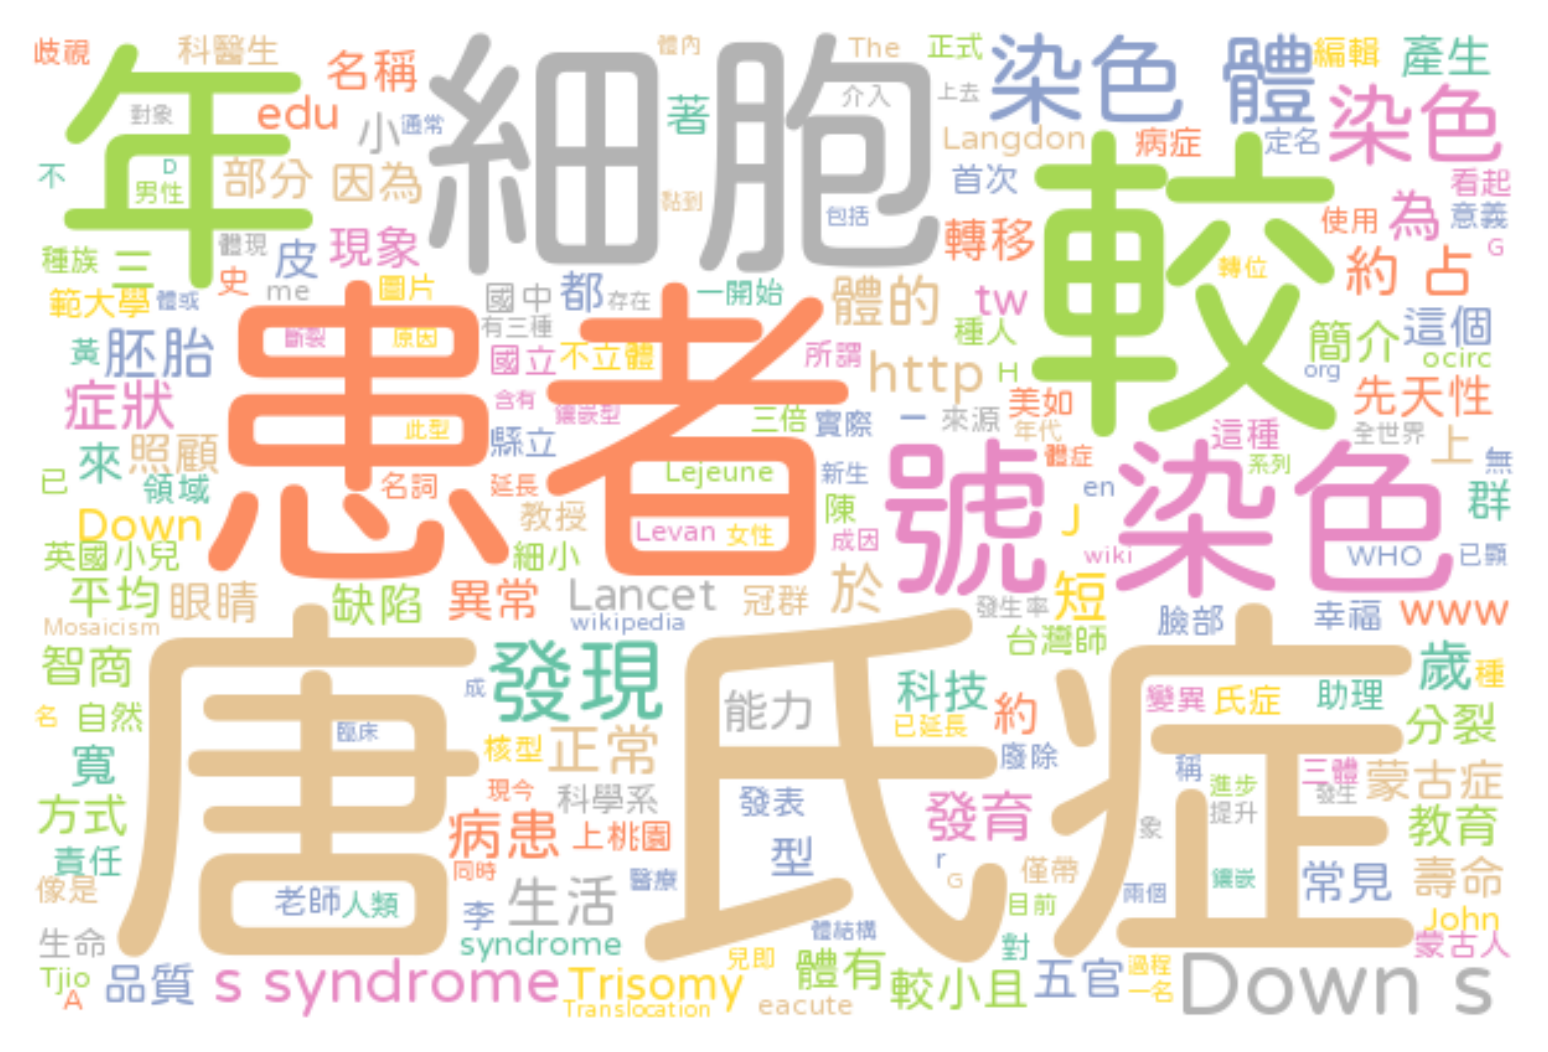 歧視
科醫生
名稱
體內
The
正式
染色 體
編輯
產生
年
細胞
對象
edu
小
通常
著
介入
上去
Langdon
病症
定名
染色
不
D
男性
部分
因為
黏到
包括
首次
較
看起
種族
三
體現
皮
現象
轉移
使用
為
意義
G
史
範大學
體或
me
圖片
國中
都
存在
一開始
體的
tw
轉位
約 占
黃
胚胎
患者
斷裂
原因
有三種
國立
不立體
所謂
種人
http
H
簡介
這個
org
ocirc
症狀
含有
鑲嵌型
此型
三倍
實際
一
來源
美如
年代
先天性
來
照顧
縣立
號 染色
這種
全世界
上
已
領域
名詞
延長
Lejeune
新生
體症
系列
無
Down
教授
Levan
女性
陳
成因
en
J
群
英國小兒
細小
wiki
WHO
已顯
平均
眼睛
缺陷
異常
Lancet
冠群
於
發生率
短
臉部
幸福
www
Mosaicism
wikipedia
台灣師
智商
唐氏症
發現
成
能力
科技
約
變異
氏症
助理
歲
種
名
自然
臨床
核型
正常
已延長
分裂
寬
現今
科學系
發表
廢除
稱
進步
三體
發生
蒙古症
方式
病患
上桃園
發育
象
提升
教育
責任
同時
型
像是
老師
人類
李
生活
醫療
r
G
僅帶
兩個
鑲嵌
常見
壽命
生命
syndrome
體結構
目前
對
John
蒙古人
Tjio
A
品質
s syndrome
Trisomy
Translocation
兒即
eacute
體有
較小且
五官
過程
一名
Down s